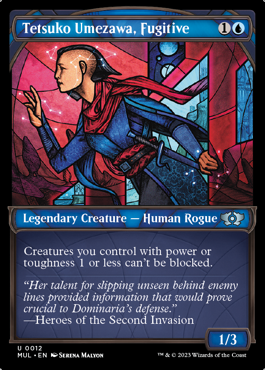 Tetsuko Umezawa, Fugitive 1
Legendary Creature — Human Rogue
Creatures you control with power or
toughness 1 or less can't be blocked.
“Her talent for slipping unseen behind enemy
lines provided information that would prove
crucial to Dominaria's defense.”
—Heroes of the Second Invasion
1/3
U 0012
MUL • EN SERENA MALYON ™ & © 2023 Wizards of the Coast